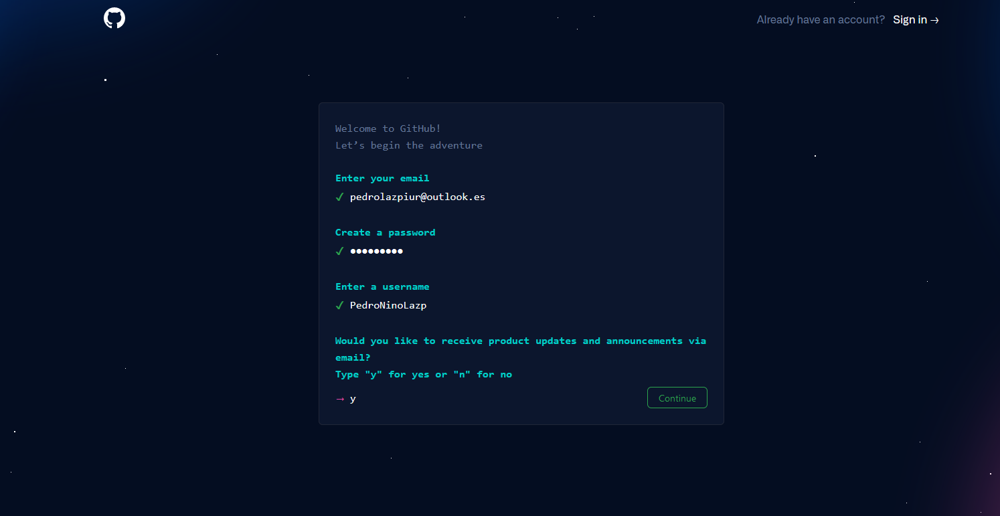 Already have an account? Sign in →
Welcome to GitHub!
Let’s begin the adventure
Enter your email
✓ pedrolazpiur@outlook.es
Create a password
✓ ●●●●●●●●●
Enter a username
✓ PedroNinoLazp
Would you like to receive product updates and announcements via
email?
Type "y" for yes or "n" for no
→ y
Continue